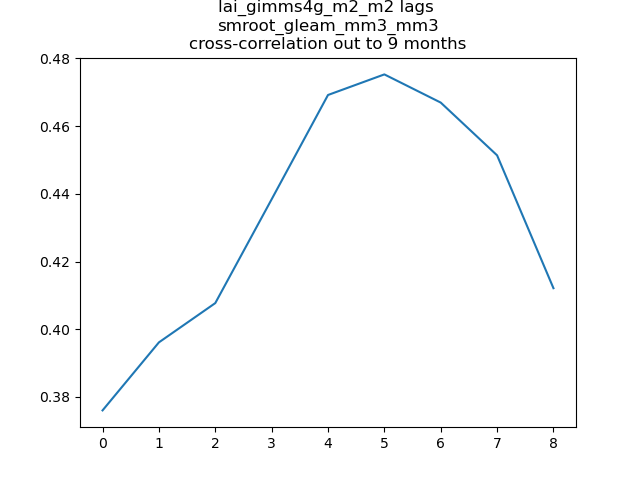 lai_gimms4g_m2_m2 lags
smroot_gleam_mm3_mm3
cross-correlation out to 9 months
0.48
0.46
0.44
0.42
0.40
0.38
0 1 2 3 4 5 6 7 8